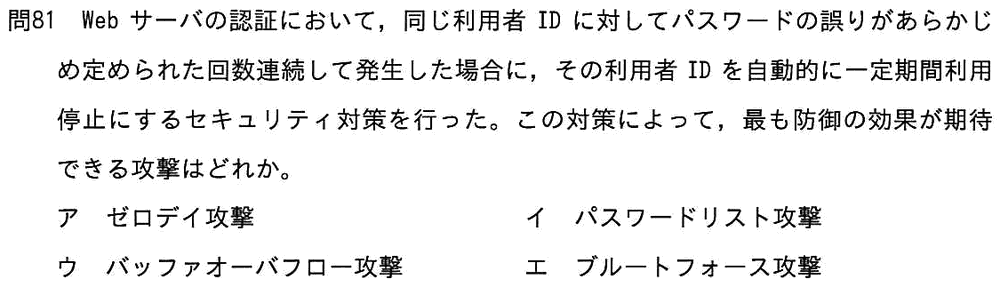 問81 Web サーバの認証において，同じ利用者 ID に対してパスワードの誤りがあらかじ
め定められた回数連続して発生した場合に，その利用者 ID を自動的に一定期間利用
停止にするセキュリティ対策を行った。この対策によって，最も防御の効果が期待
できる攻撃はどれか。
ア ゼロデイ攻撃 イ パスワードリスト攻撃
ウ バッファオーバフロー攻撃 エ ブルートフォース攻撃